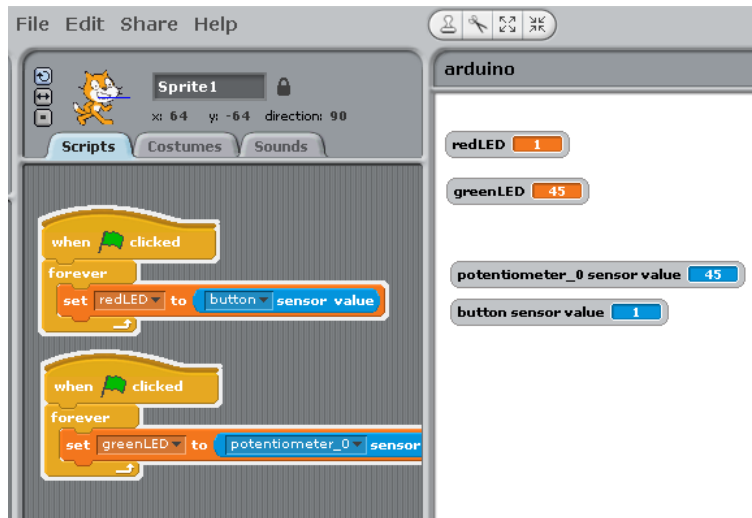 File Edit Share Help
Sprite1
x: 64 y: -64 direction: 90
Scripts Costumes Sounds
when clicked
forever
set redLED to button sensor value
when clicked
forever
set greenLED to potentiometer_0 sensor
arduino
redLED 1
greenLED 45
potentiometer_0 sensor value 45
button sensor value 1